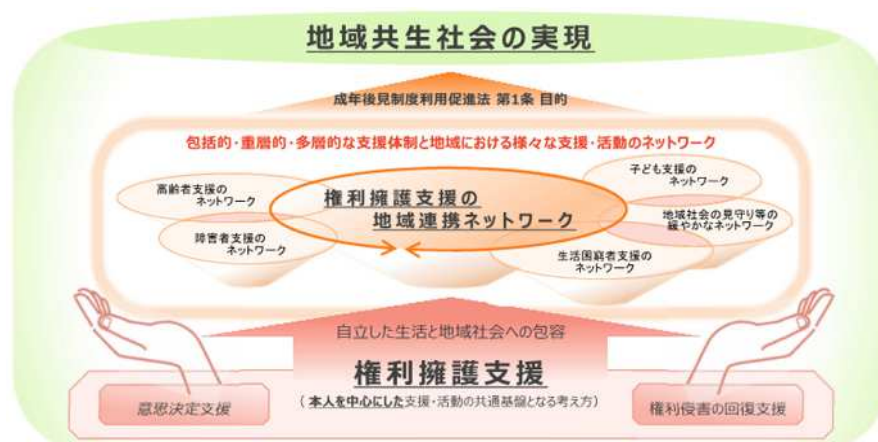 地域共生社会の実現
成年後見制度利用促進法 第1条 目的
包括的・重層的・多層的な支援体制と地域における様々な支援・活動のネットワーク
高齢者支援の
ネットワーク
障害者支援の
ネットワーク
権利擁護支援の
地域連携ネットワーク
子ども支援の
ネットワーク
地域社会の見守り等の
緩やかなネットワーク
生活困窮者支援の
ネットワーク
自立した生活と地域社会への包容
権利擁護支援
(本人を中心にした支援・活動の共通基盤となる考え方)
意思決定支援
権利侵害の回復支援